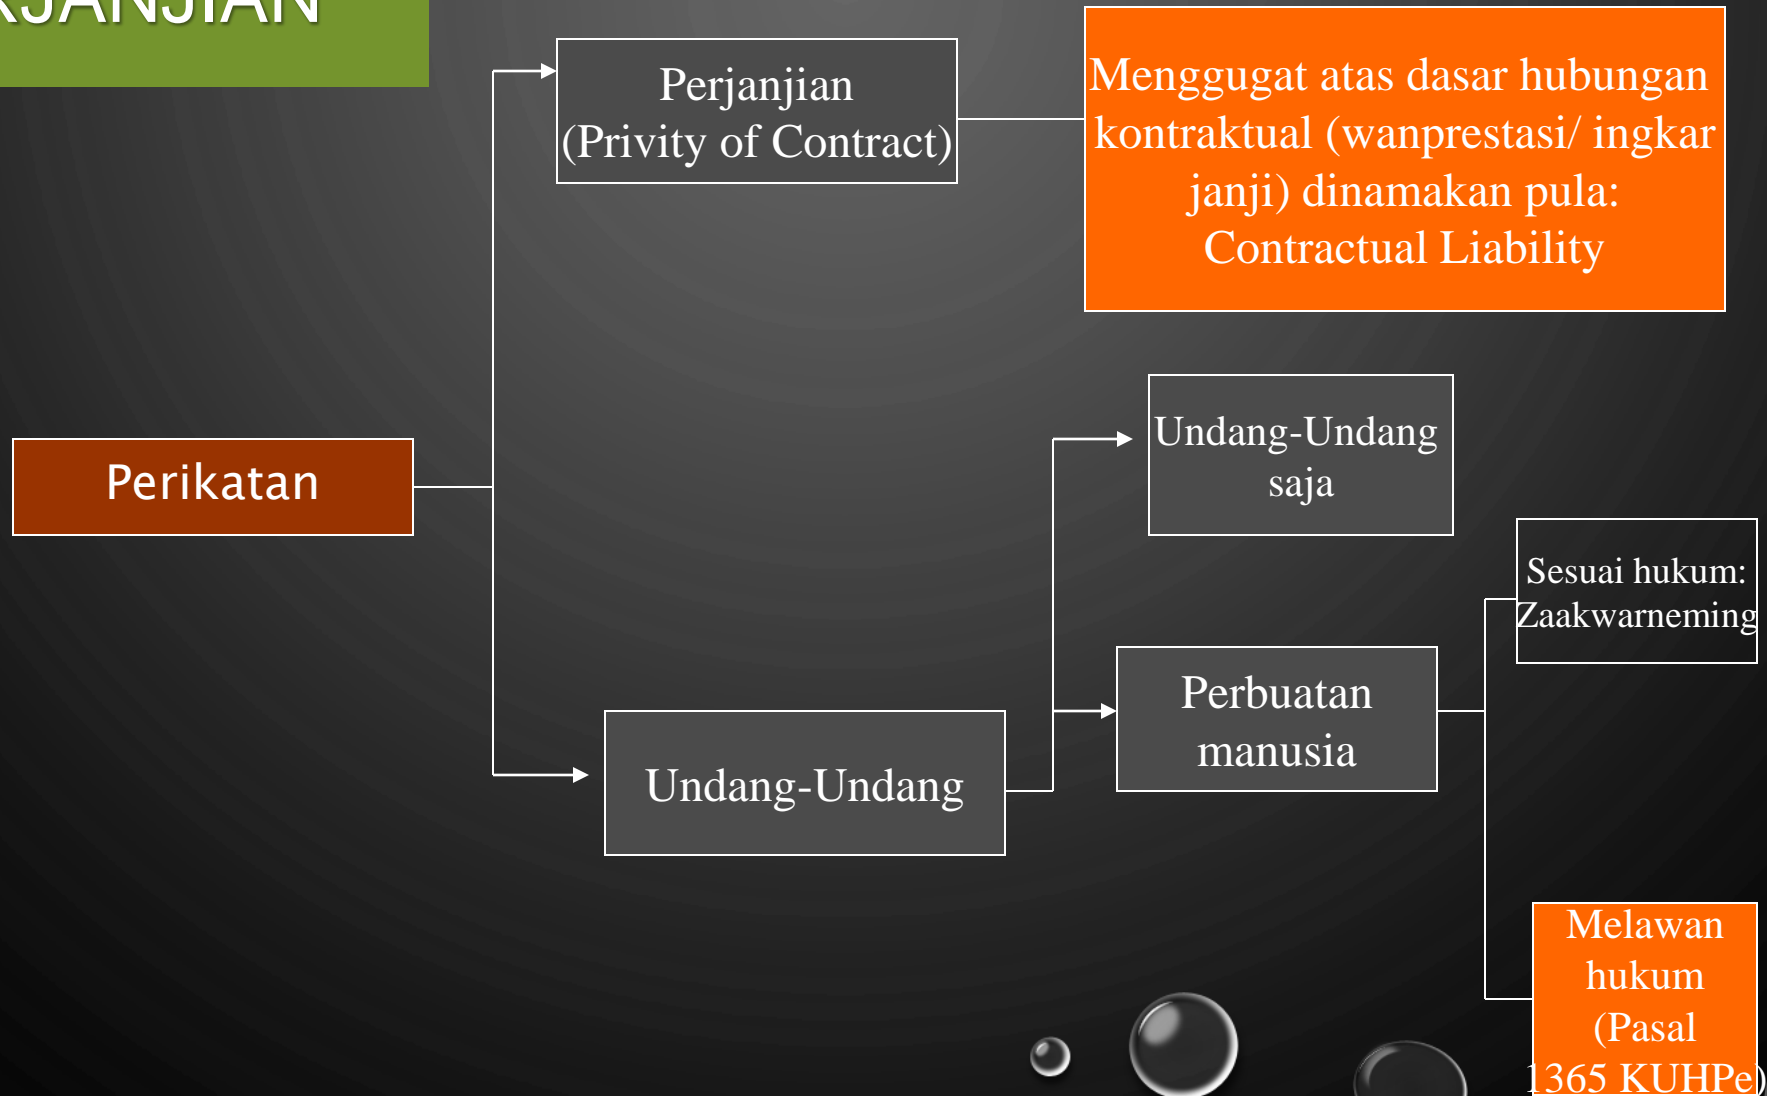 Perjanjian
(Privity of Contract)
Menggugat atas dasar hubungan
kontraktual (wanprestasi/ ingkar
janji) dinamakan pula:
Contractual Liability
Perikatan
Undang-Undang
Undang-Undang
saja
Perbuatan
manusia
Sesuai hukum:
Zaakwarneming
Melawan
hukum
(Pasal
1365 KUHPe)